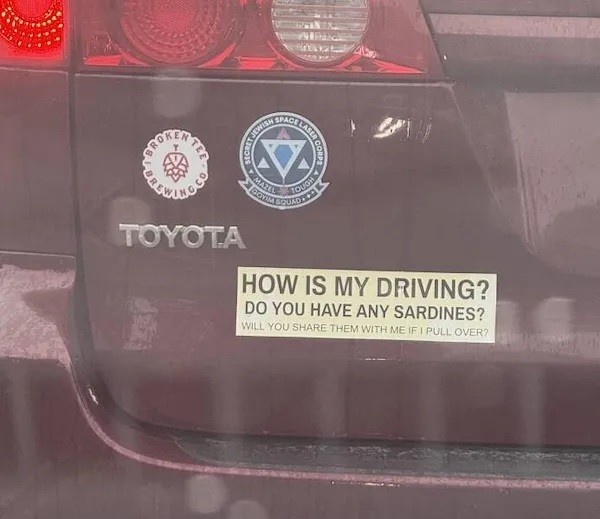 BROKEN TEE
BREWING CO
SECRET JEWISH SPACE LASER CORPS
MAZEL TOUGH
GOYIM SQUAD
TOYOTA
HOW IS MY DRIVING?
DO YOU HAVE ANY SARDINES?
WILL YOU SHARE THEM WITH ME IF I PULL OVER?